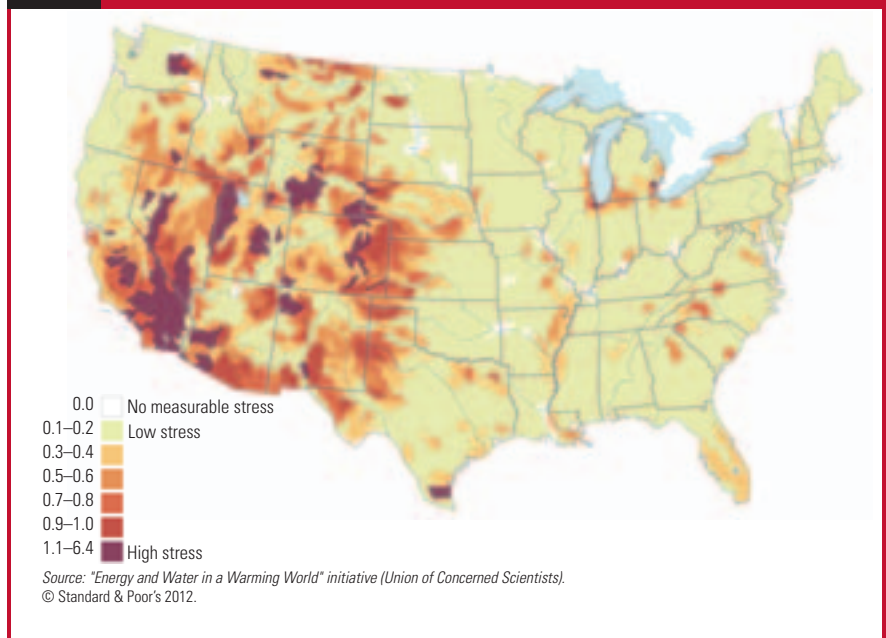 0.0 No measurable stress
0.1–0.2 Low stress
0.3–0.4
0.5–0.6
0.7–0.8
0.9–1.0
1.1–6.4 High stress
Source: "Energy and Water in a Warming World" initiative (Union of Concerned Scientists).
© Standard & Poor's 2012.